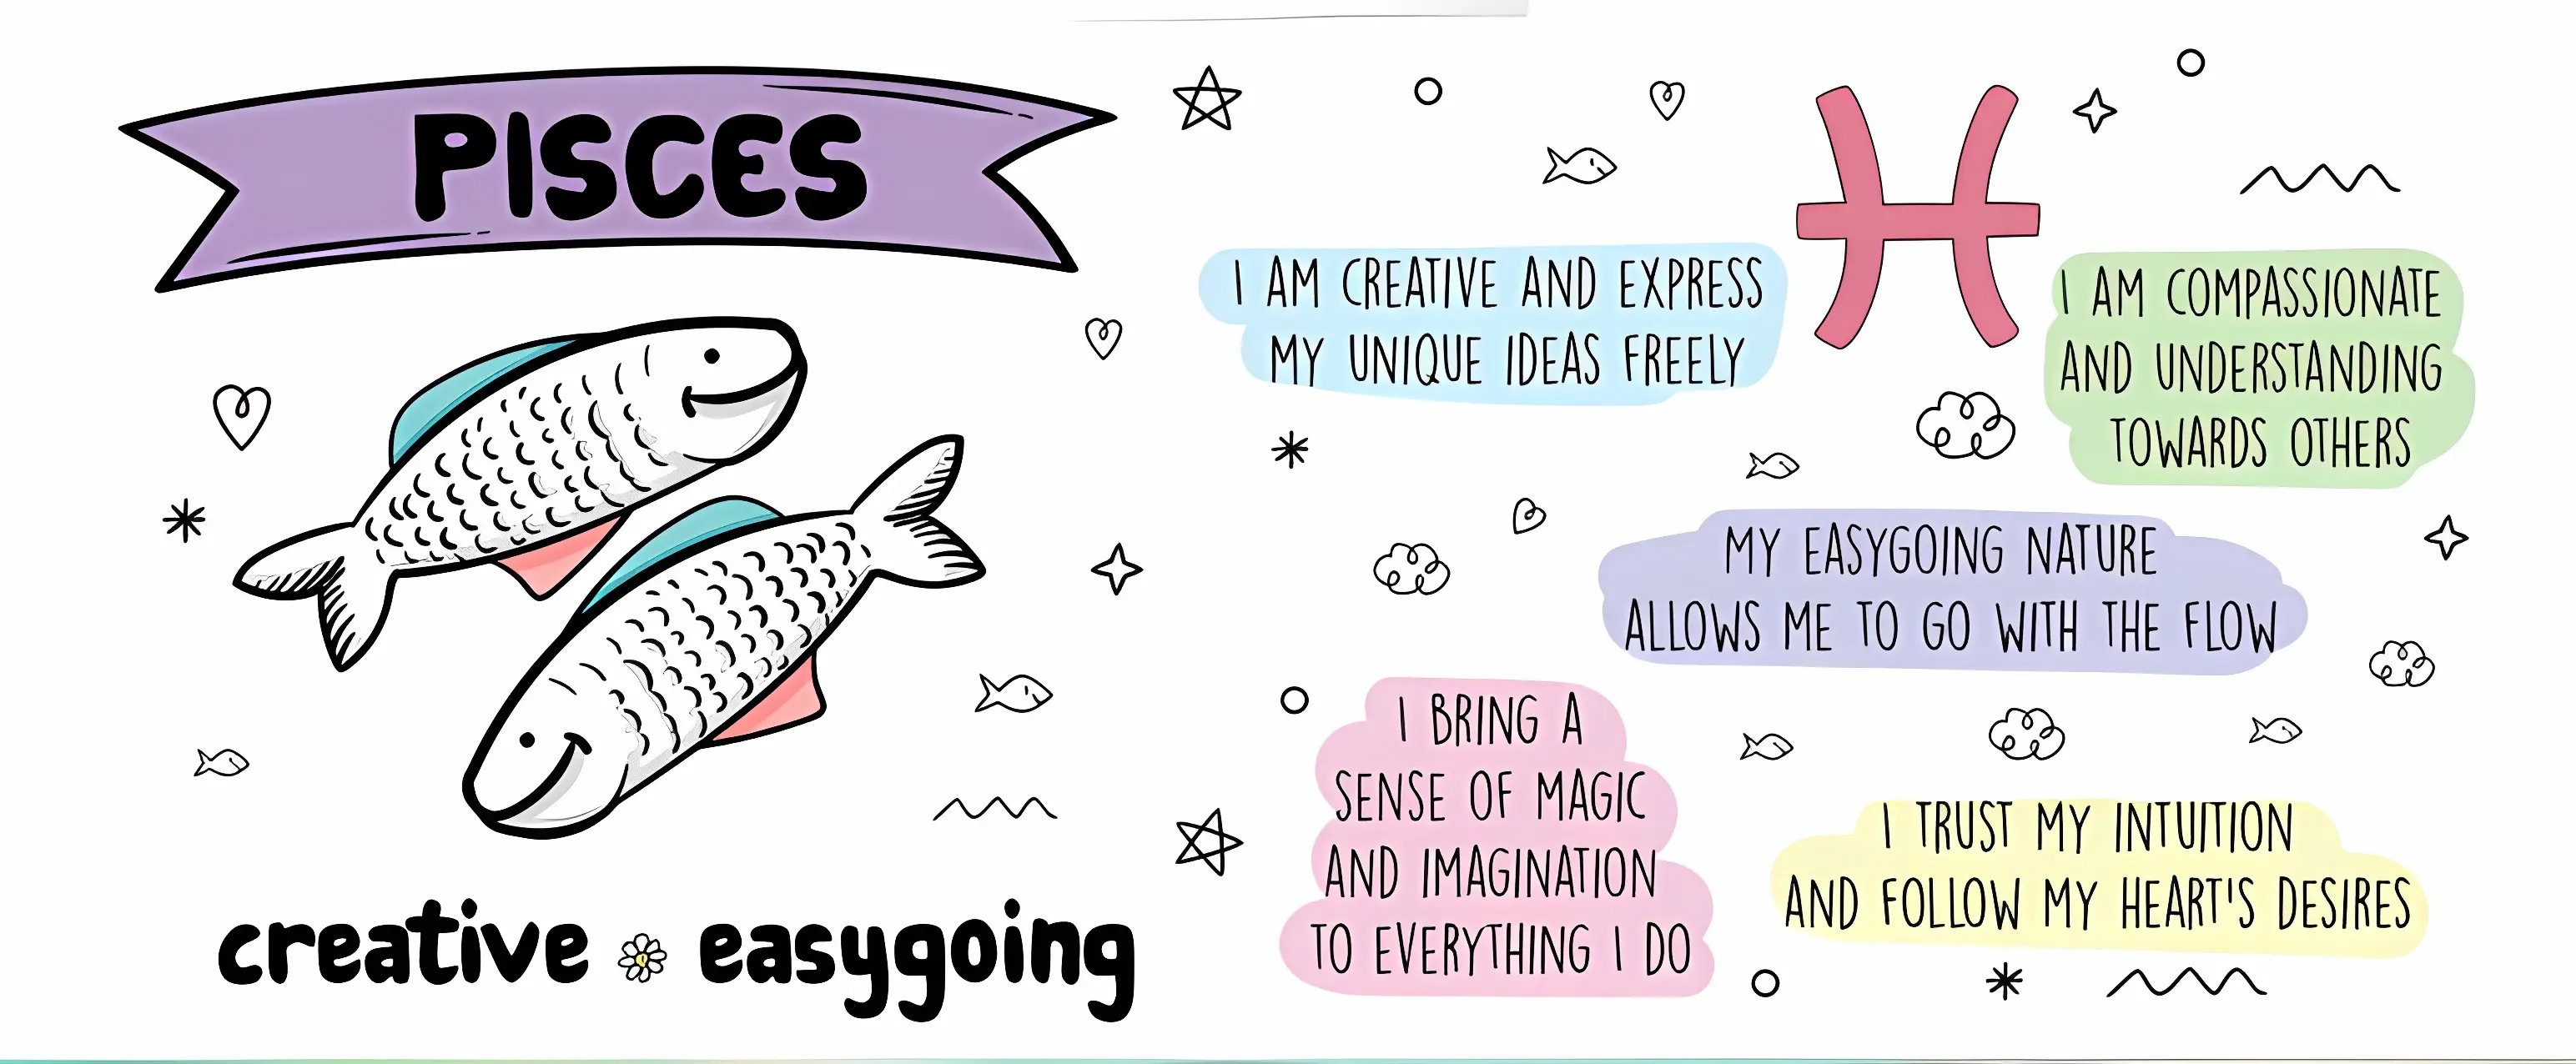 PISCES
creative easygoing
I AM CREATIVE AND EXPRESS
MY UNIQUE IDEAS FREELY
I AM COMPASSIONATE
AND UNDERSTANDING
TOWARDS OTHERS
MY EASYGOING NATURE
ALLOWS ME TO GO WITH THE FLOW
I BRING A
SENSE OF MAGIC
AND IMAGINATION
TO EVERYTHING I DO
I TRUST MY INTUITION
AND FOLLOW MY HEART'S DESIRES